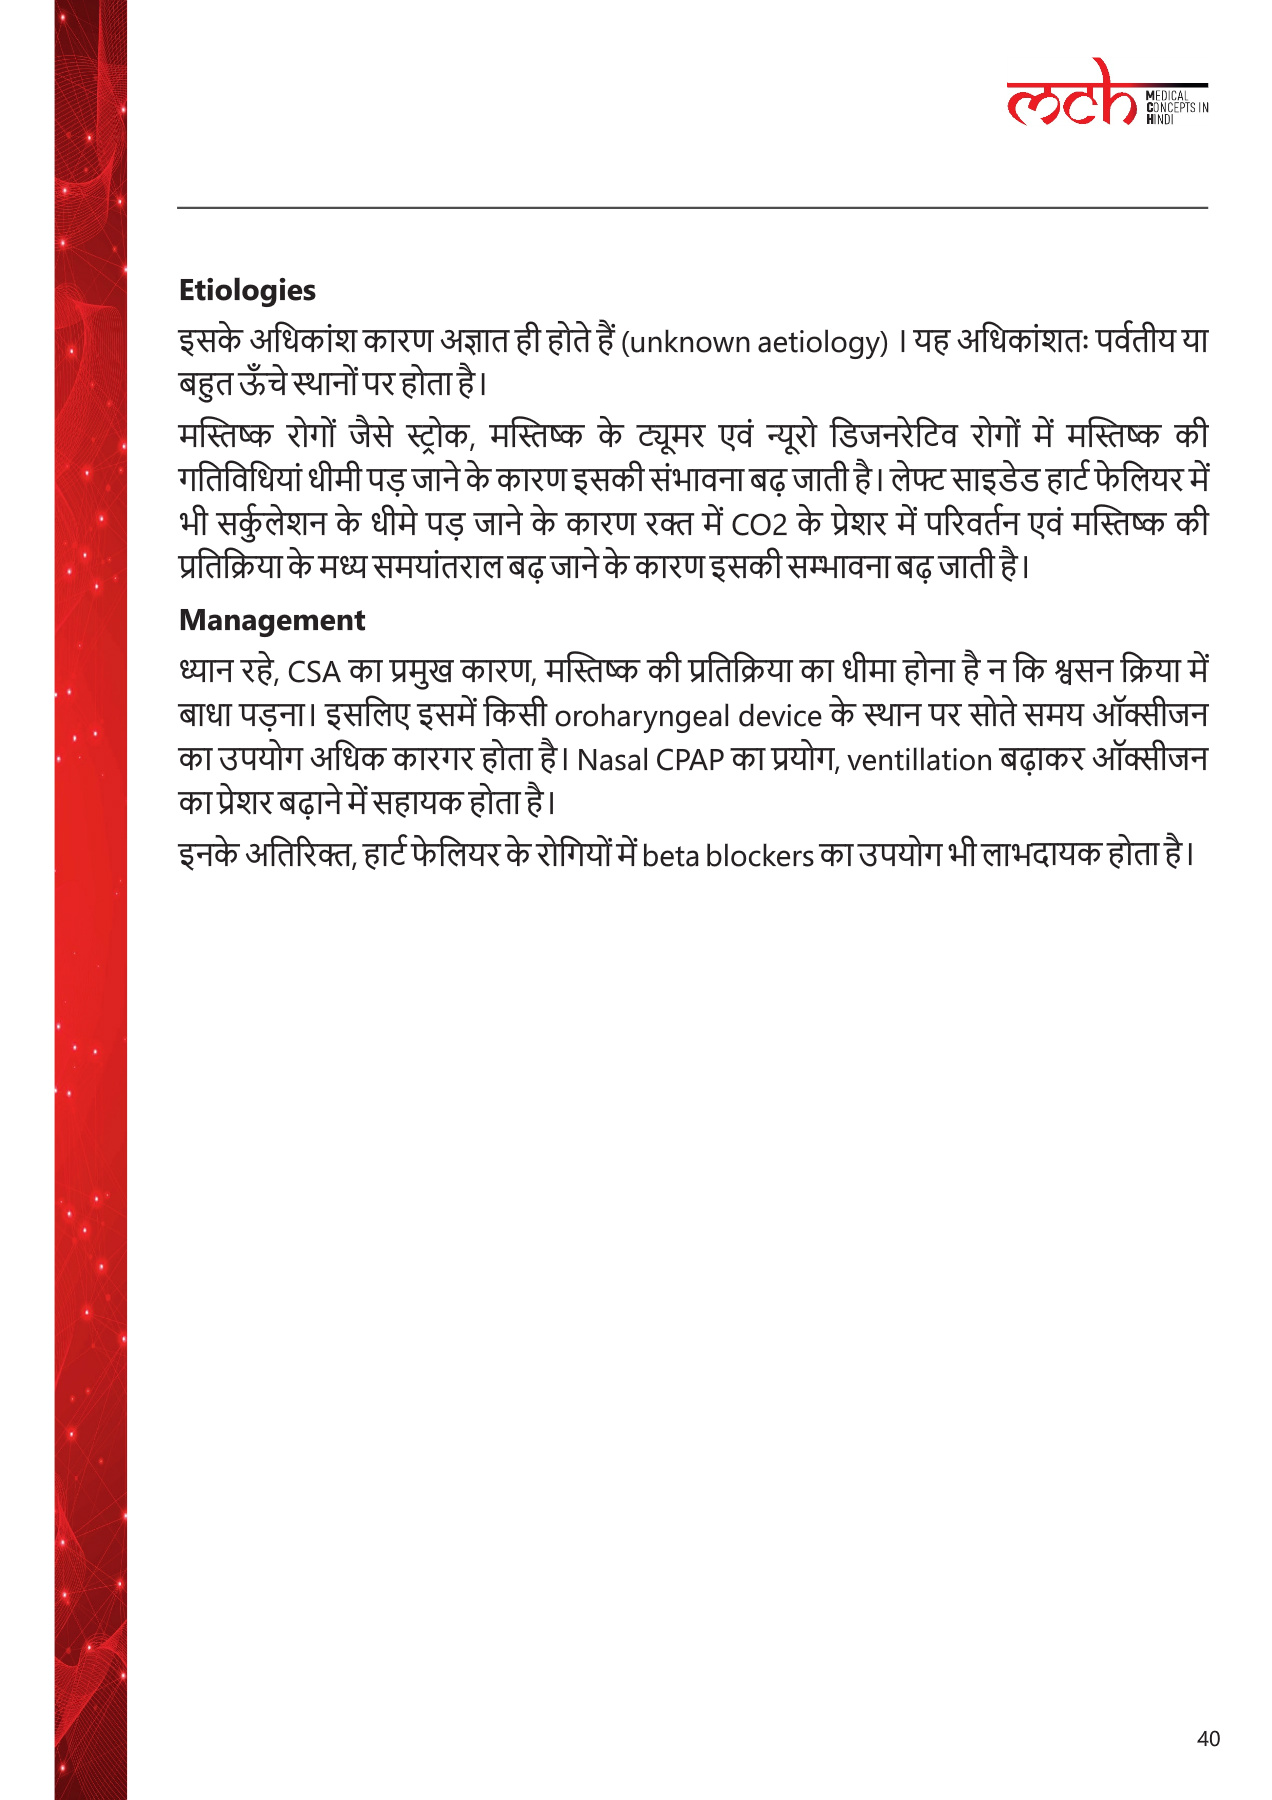 mch
MEDICAL
CONCEPTS IN
HINDI
Etiologies
इसके अधिकांश कारण अज्ञात ही होते हैं (unknown aetiology) । यह अधिकांशतः पर्वतीय या
बहुत ऊँचे स्थानों पर होता है।
मस्तिष्क रोगों जैसे स्ट्रोक, मस्तिष्क के ट्यूमर एवं न्यूरो डिजनरेटिव रोगों में मस्तिष्क की
गतिविधियां धीमी पड़ जाने के कारण इसकी संभावना बढ़ जाती है। लेफ्ट साइडेड हार्ट फेलियर में
भी सर्कुलेशन के धीमे पड़ जाने के कारण रक्त में CO2 के प्रेशर में परिवर्तन एवं मस्तिष्क की
प्रतिक्रिया के मध्य समयांतराल बढ़ जाने के कारण इसकी सम्भावना बढ़ जाती है।
Management
ध्यान रहे, CSA का प्रमुख कारण, मस्तिष्क की प्रतिक्रिया का धीमा होना है न कि श्वसन क्रिया में
बाधा पड़ना। इसलिए इसमें किसी oroharyngeal device के स्थान पर सोते समय ऑक्सीजन
का उपयोग अधिक कारगर होता है। Nasal CPAP का प्रयोग, ventillation बढ़ाकर ऑक्सीजन
का प्रेशर बढ़ाने में सहायक होता है।
इनके अतिरिक्त, हार्ट फेलियर के रोगियों में beta blockers का उपयोग भी लाभदायक होता है।
40